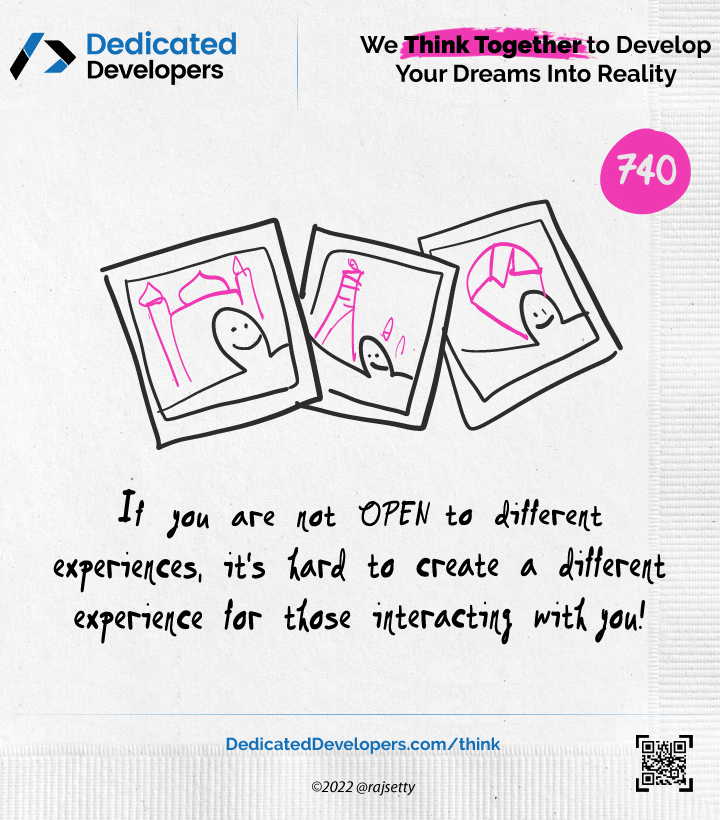 Dedicated
Developers
We Think Together to Develop
Your Dreams Into Reality
740
If you are not OPEN to different
experiences, it's hard to create a different
experience for those interacting with you!
DedicatedDevelopers.com/think
©2022 @rajsetty